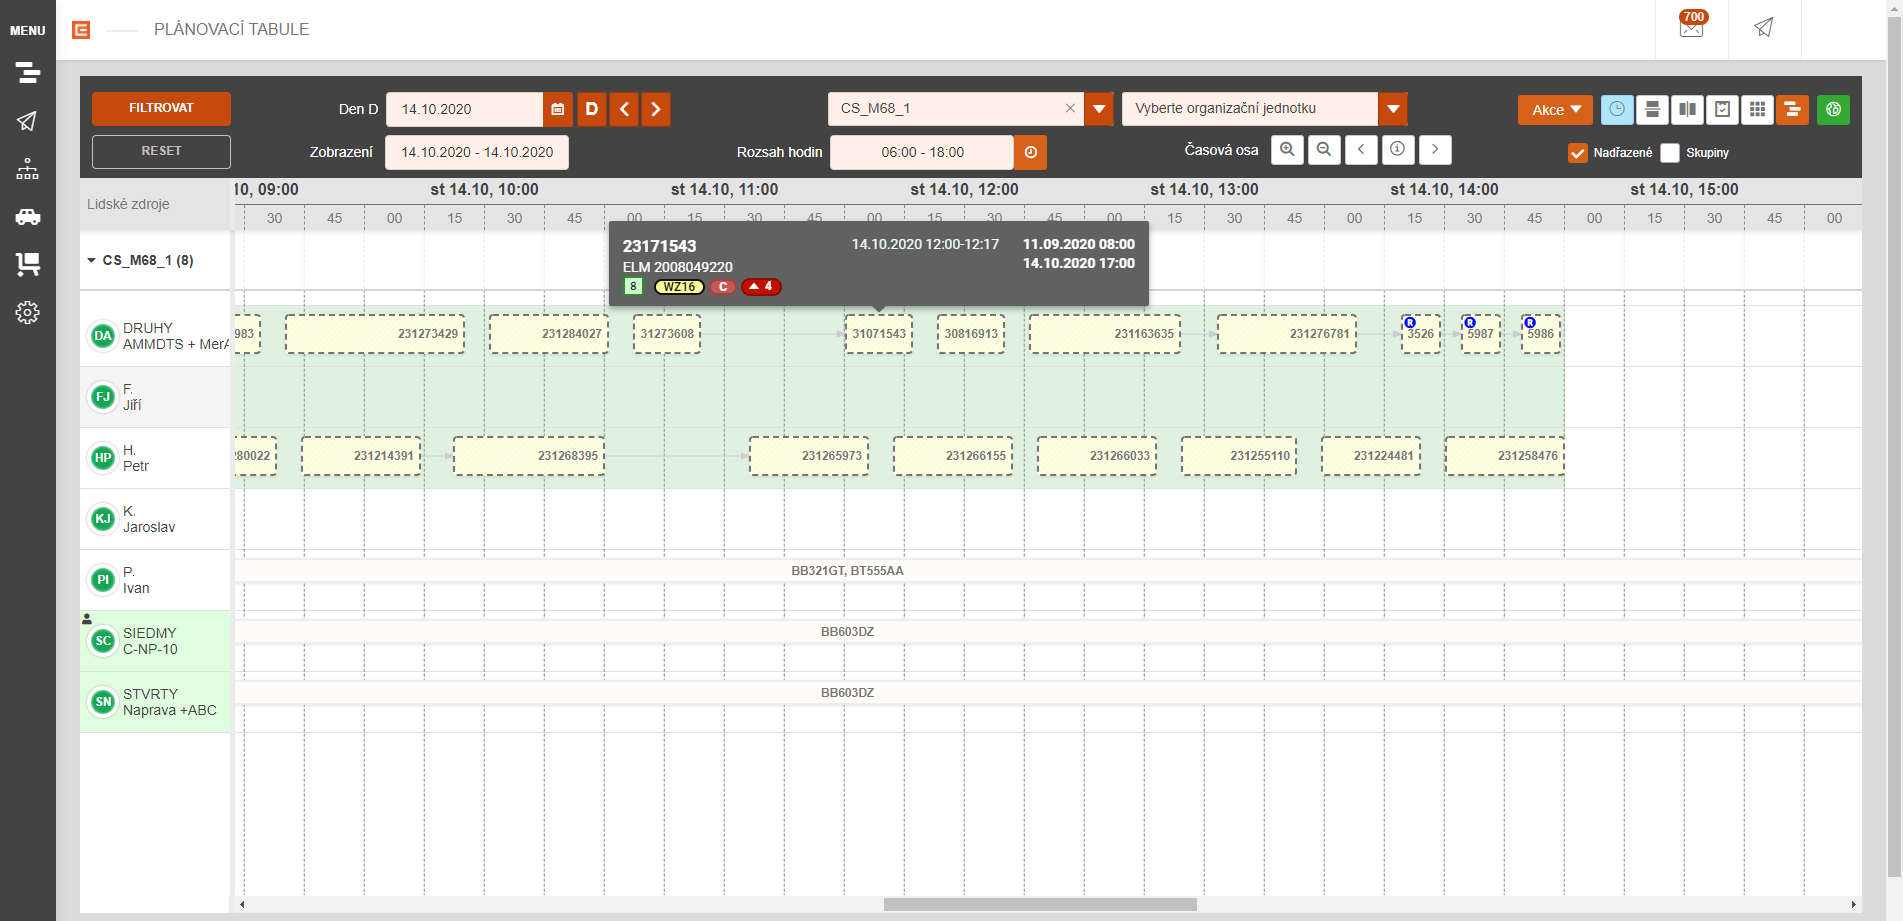 MENU
PLÁNOVACÍ TABULE
700
FILTROVAT
Den D
14.10.2020
D
CS_M68_1
Vyberte organizační jednotku
Akce
RESET
Zobrazení
14.10.2020 - 14.10.2020
Rozsah hodin
06:00 - 18:00
Časová osa
Nadřazené
Skupiny
Lidské zdroje
10, 09:00
st 14.10, 10:00
st 14.10, 11:00
st 14.10, 12:00
st 14.10, 13:00
st 14.10, 14:00
st 14.10, 15:00
30 45 00 15 30 45 00 15 30 45 00 15 30 45 00 15 30 45 00 15 30 45 00 15 30 45 00
CS_M68_1 (8)
23171543
14.10.2020 12:00-12:17
11.09.2020 08:00
ELM 2008049220
14.10.2020 17:00
8 WZ16 C 4
DA
DRUHY
AMMDTS + MerA
983 231273429 231284027 31273608 31071543 30816913 231163635 231276781 R 3526 R 5987 R 5986
FJ
F.
Jiří
HP
H.
Petr
280022 231214391 231268395 231265973 231266155 231266033 231255110 231224481 231258476
KJ
K.
Jaroslav
PI
P.
Ivan
BB321GT, BT555AA
SC
SIEDMY
C-NP-10
BB603DZ
SN
STVRTY
Naprava +ABC
BB603DZ